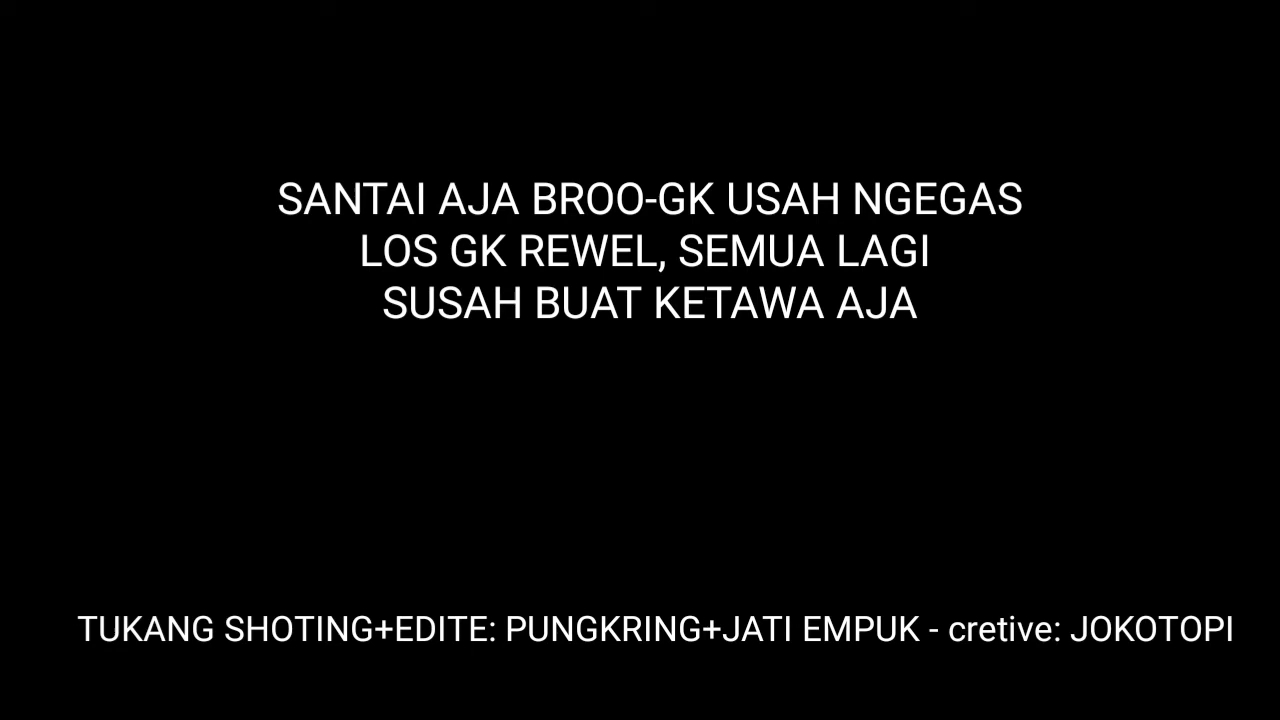 SANTAI AJA BROO-GK USAH NGEGAS
LOS GK REWEL, SEMUA LAGI
SUSAH BUAT KETAWA AJA
TUKANG SHOTING+EDITE: PUNGKRING+JATI EMPUK - cretive: JOKOTOPI